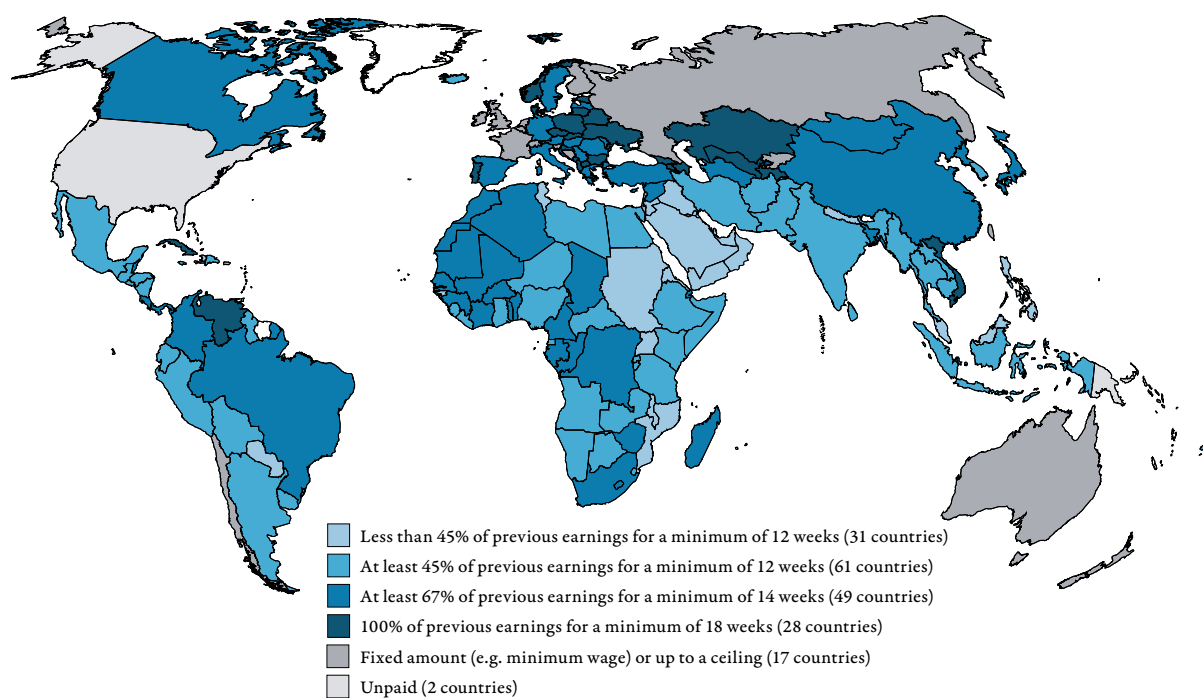 Less than 45% of previous earnings for a minimum of 12 weeks (31 countries)
At least 45% of previous earnings for a minimum of 12 weeks (61 countries)
At least 67% of previous earnings for a minimum of 14 weeks (49 countries)
100% of previous earnings for a minimum of 18 weeks (28 countries)
Fixed amount (e.g. minimum wage) or up to a ceiling (17 countries)
Unpaid (2 countries)